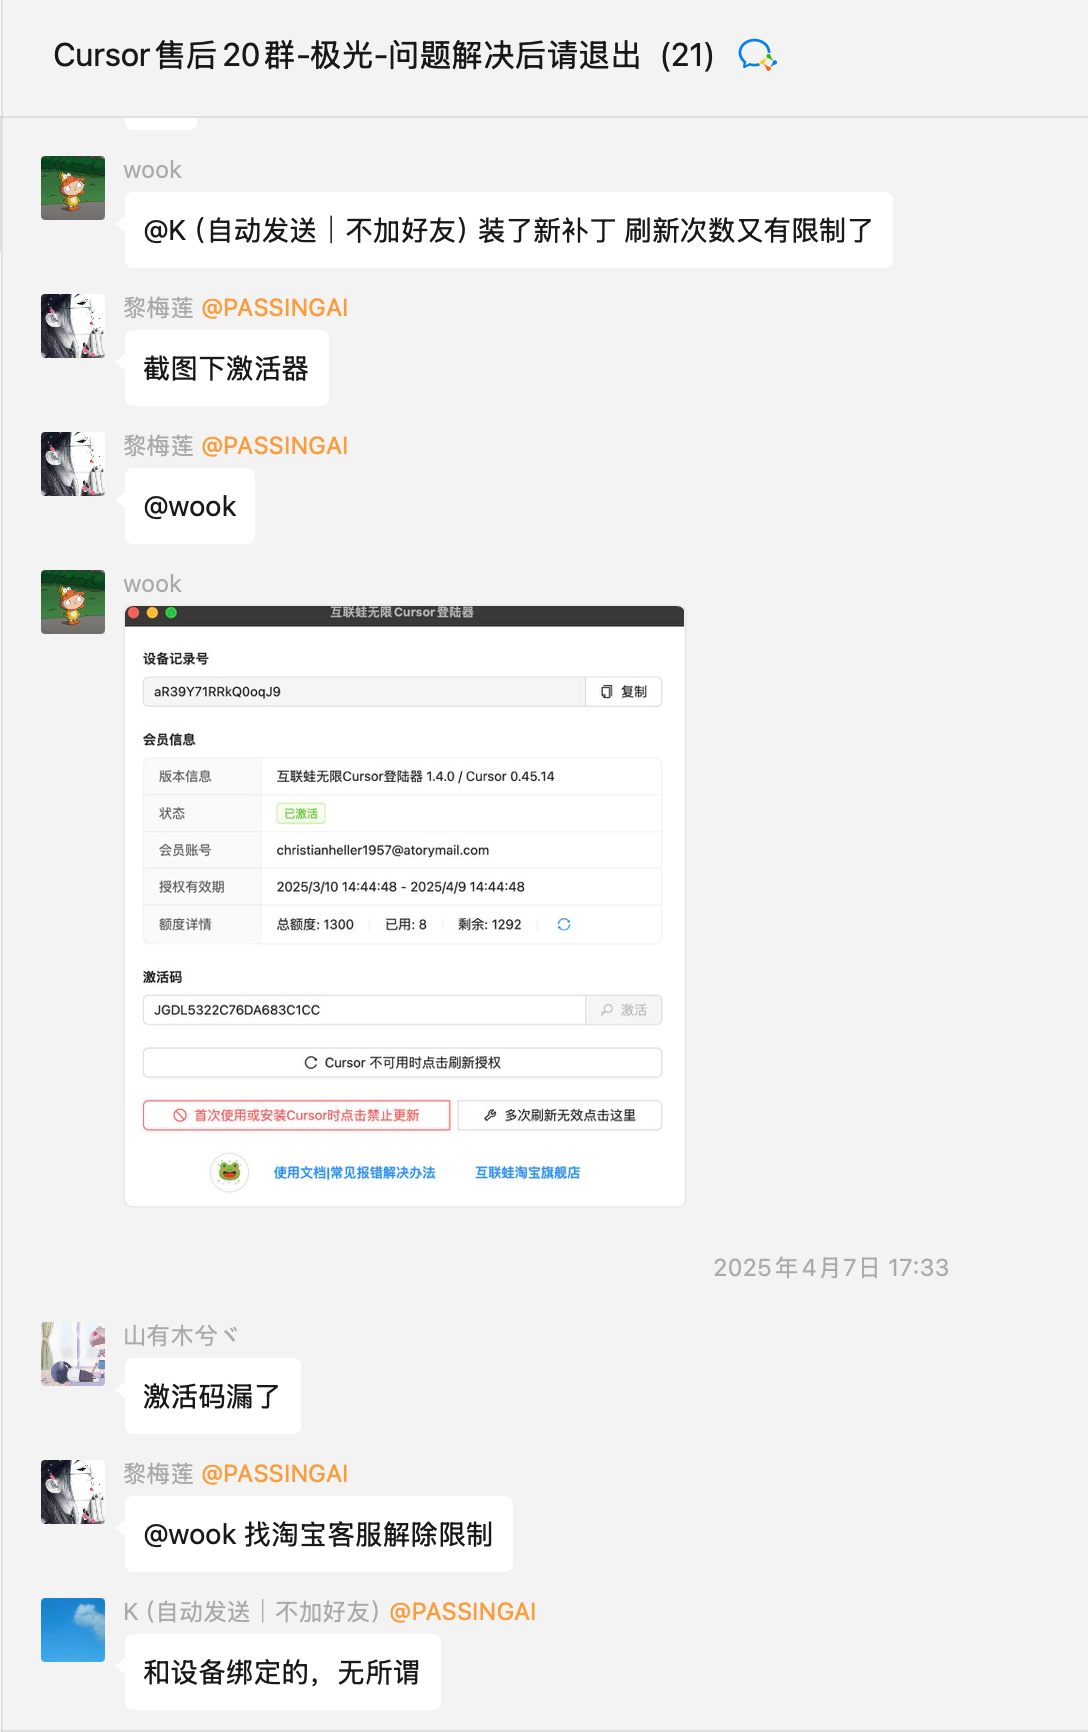 Cursor售后20群-极光-问题解决后请退出（21）
wook
@K（自动发送｜不加好友）装了新补丁 刷新次数又有限制了
黎梅莲 @PASSINGAI
截图下激活器
黎梅莲 @PASSINGAI
@wook
wook
互联蛙无限Cursor登陆器
设备记录号
aR39Y71RRkQ0oqJ9 复制
会员信息
版本信息 互联蛙无限Cursor登陆器 1.4.0 / Cursor 0.45.14
状态 已激活
会员账号 christianheller1957@atorymail.com
授权有效期 2025/3/10 14:44:48 - 2025/4/9 14:44:48
额度详情 总额度: 1300 已用: 8 剩余: 1292
激活码
JGDL5322C76DA683C1CC 激活
Cursor 不可用时点击刷新授权
首次使用或安装Cursor时点击禁止更新 多次刷新无效点击这里
使用文档|常见报错解决办法 互联蛙淘宝旗舰店
2025年4月7日 17:33
山有木兮ヾ
激活码漏了
黎梅莲 @PASSINGAI
@wook 找淘宝客服解除限制
K（自动发送｜不加好友）@PASSINGAI
和设备绑定的，无所谓